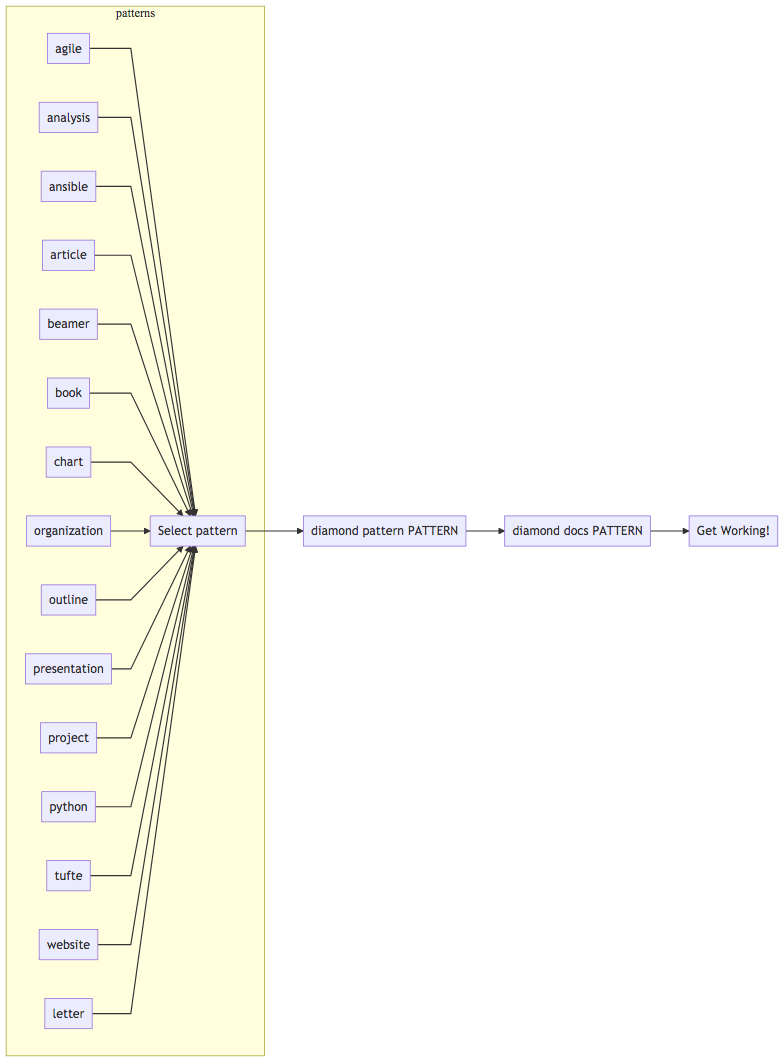 patterns
agile
analysis
ansible
article
beamer
book
chart
organization
Select pattern
diamond pattern PATTERN
diamond docs PATTERN
Get Working!
outline
presentation
project
python
tufte
website
letter